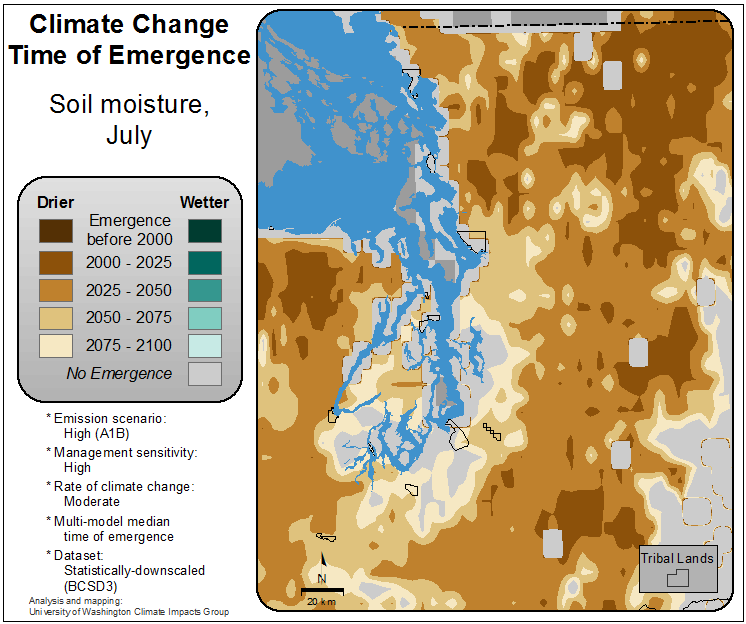 Climate Change
Time of Emergence
Soil moisture,
July
Drier Wetter
Emergence
before 2000
2000 - 2025
2025 - 2050
2050 - 2075
2075 - 2100
No Emergence
* Emission scenario:
High (A1B)
* Management sensitivity:
High
* Rate of climate change:
Moderate
* Multi-model median
time of emergence
* Dataset:
Statistically-downscaled
(BCSD3)
Analysis and mapping:
University of Washington Climate Impacts Group
N
20 km
Tribal Lands